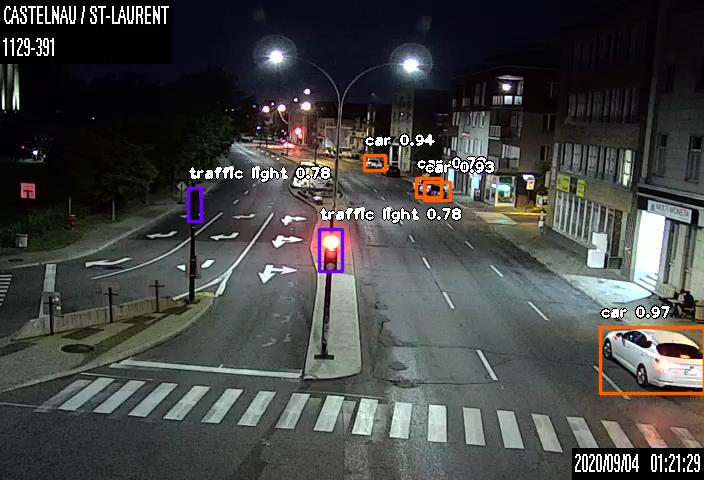 CASTELNAU / ST-LAURENT
1129-391
car 0.94
car 0.93
traffic light 0.78
traffic light 0.78
car 0.97
2020/09/04 01:21:29